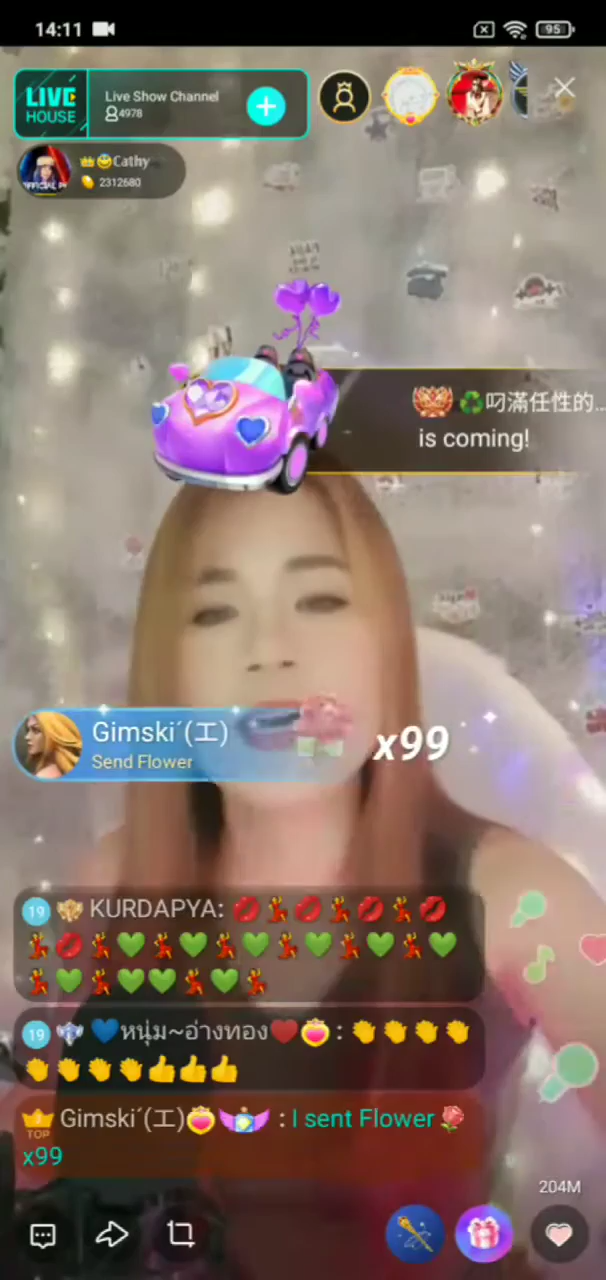 14:11
95
LIVE
HOUSE
Live Show Channel
4978
Cathy
2312680
叼滿任性的...
is coming!
Gimski´(工)
Send Flower
x99
19 KURDAPYA: 💋💃💋💃💋💃💋
💃💋💃💚💃💚💃💚💃💚💃💚💃💚
💃💚💃💚💚💃💚💃
19 💙หนุ่ม~อ่างทอง❤️ : 👏👏👏👏
👏👏👏👏👍👍👍
TOP Gimski´(工) : I sent Flower🌹
x99
204M